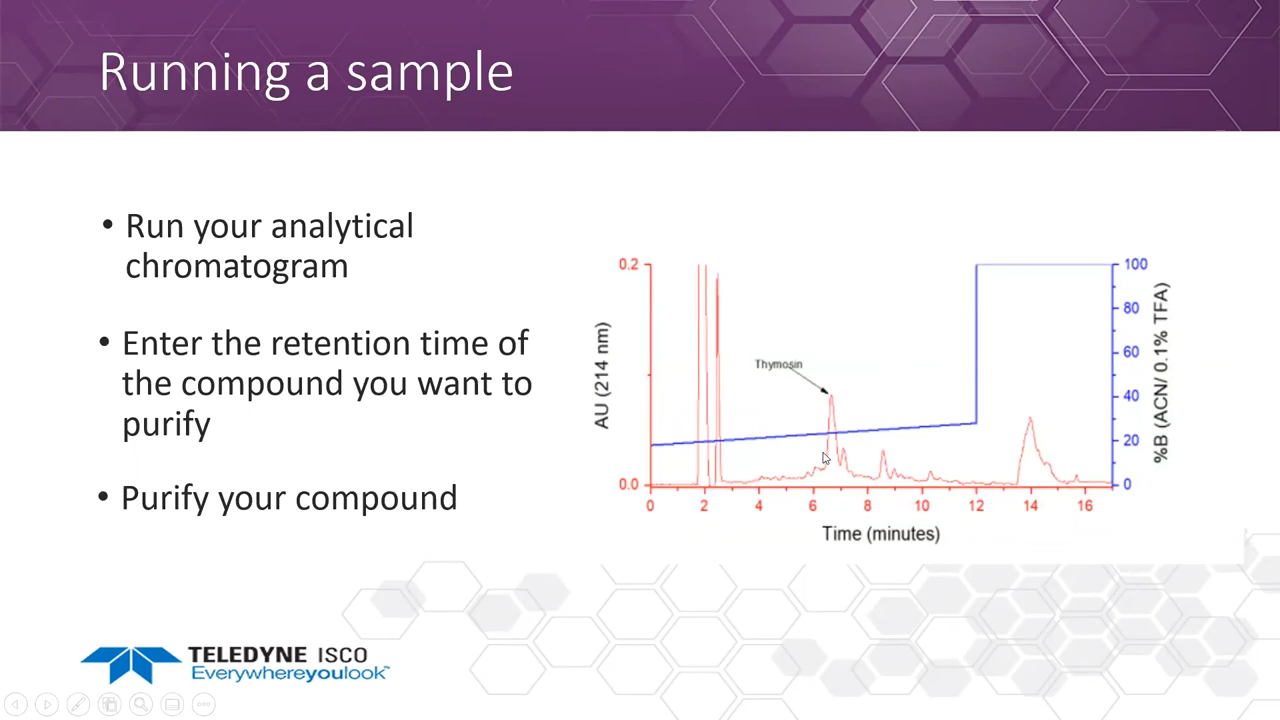 Running a sample
• Run your analytical
chromatogram
• Enter the retention time of
the compound you want to
purify
• Purify your compound
0.2
0.0
AU (214 nm)
Thymosin
100
80
60
40
20
0
%B (ACN/ 0.1% TFA)
0 2 4 6 8 10 12 14 16
Time (minutes)
TELEDYNE ISCO
Everywhereyoulook™